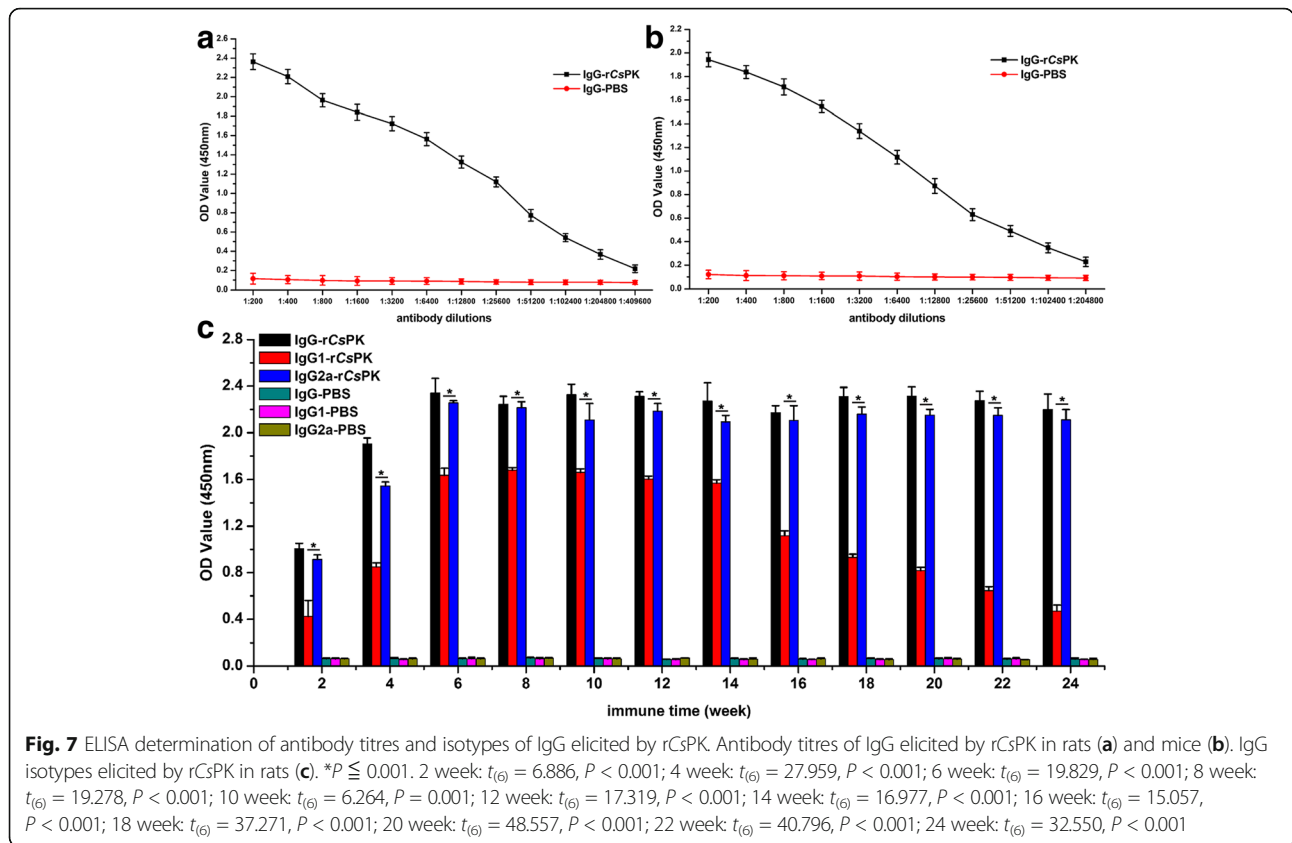 a
2.6
2.4
2.2
2.0
1.8
1.6
1.4
1.2
1.0
0.8
0.6
0.4
0.2
0.0
OD Value (450nm)
IgG-rCsPK
IgG-PBS
1:200 1:400 1:800 1:1600 1:3200 1:6400 1:12800 1:25600 1:51200 1:102400 1:204800 1:409600
antibody dilutions
b
2.0
1.8
1.6
1.4
1.2
1.0
0.8
0.6
0.4
0.2
0.0
OD Value (450nm)
IgG-rCsPK
IgG-PBS
1:200 1:400 1:800 1:1600 1:3200 1:6400 1:12800 1:25600 1:51200 1:102400 1:204800
antibody dilutions
c
2.8
2.4
2.0
1.6
1.2
0.8
0.4
0.0
OD Value (450nm)
IgG-rCsPK
IgG1-rCsPK
IgG2a-rCsPK
IgG-PBS
IgG1-PBS
IgG2a-PBS
* * * * * * * * * * * *
0 2 4 6 8 10 12 14 16 18 20 22 24
immune time (week)
Fig. 7 ELISA determination of antibody titres and isotypes of IgG elicited by rCsPK. Antibody titres of IgG elicited by rCsPK in rats (a) and mice (b). IgG
isotypes elicited by rCsPK in rats (c). *P ≦ 0.001. 2 week: t(6) = 6.886, P < 0.001; 4 week: t(6) = 27.959, P < 0.001; 6 week: t(6) = 19.829, P < 0.001; 8 week:
t(6) = 19.278, P < 0.001; 10 week: t(6) = 6.264, P = 0.001; 12 week: t(6) = 17.319, P < 0.001; 14 week: t(6) = 16.977, P < 0.001; 16 week: t(6) = 15.057,
P < 0.001; 18 week: t(6) = 37.271, P < 0.001; 20 week: t(6) = 48.557, P < 0.001; 22 week: t(6) = 40.796, P < 0.001; 24 week: t(6) = 32.550, P < 0.001